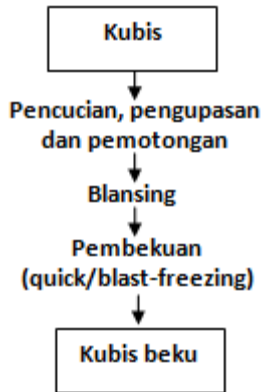 Kubis
Pencucian, pengupasan
dan pemotongan
Blansing
Pembekuan
(quick/blast-freezing)
Kubis beku